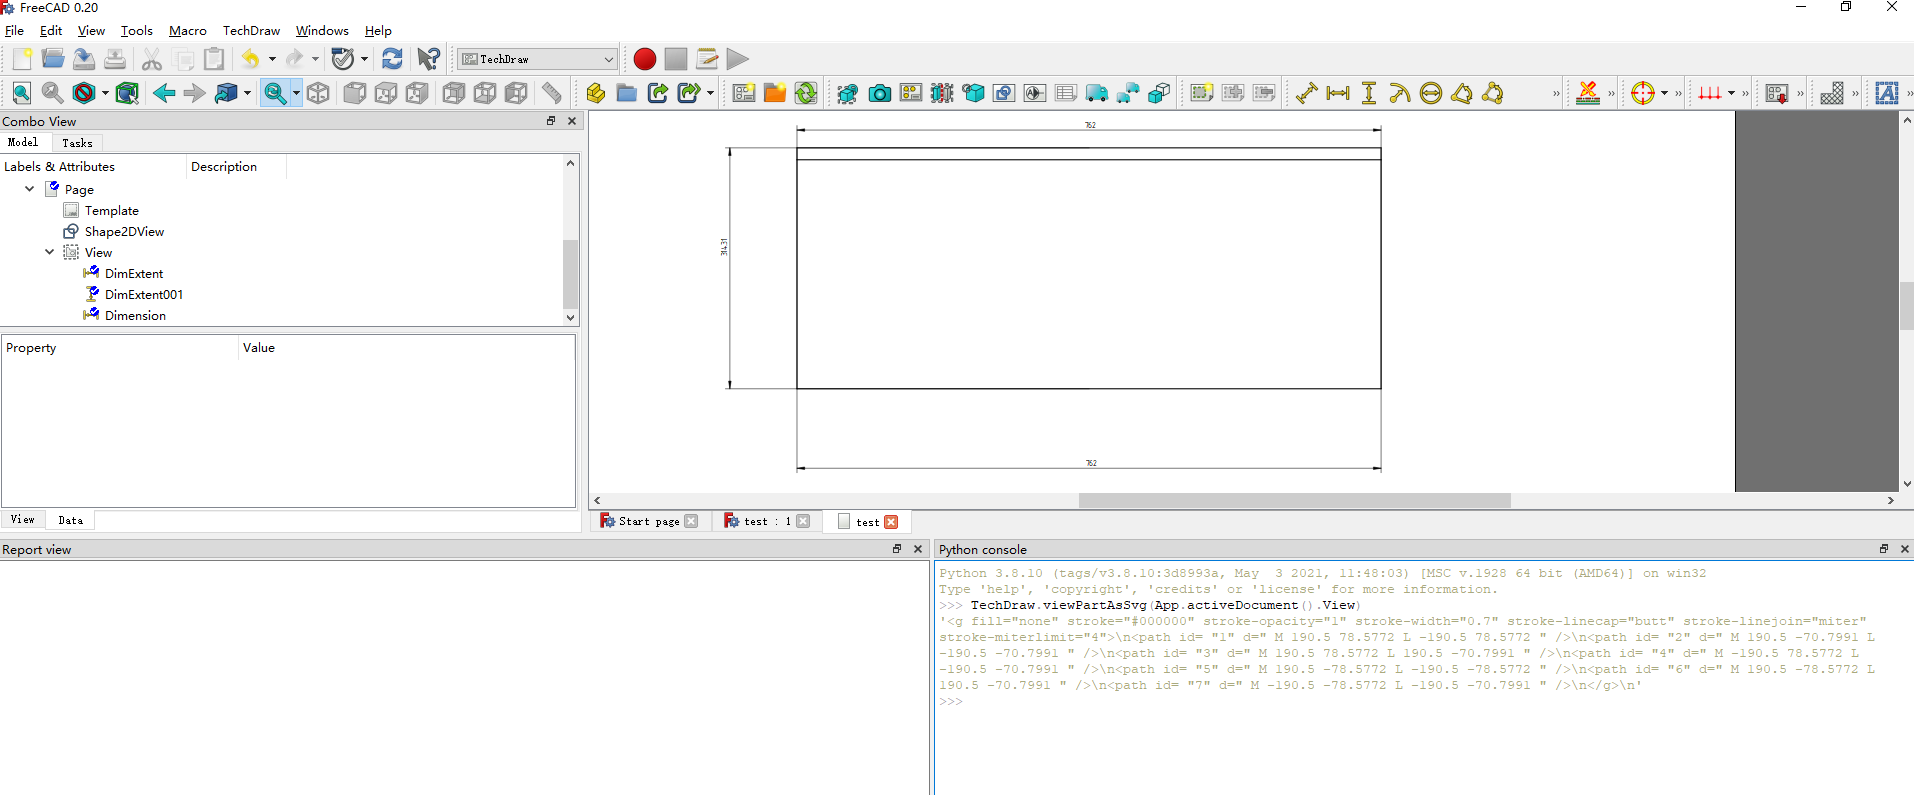 FreeCAD 0.20
File Edit View Tools Macro TechDraw Windows Help
TechDraw
Combo View
Model Tasks
Labels & Attributes Description
Page
Template
Shape2DView
View
DimExtent
DimExtent001
Dimension
Property Value
View Data
762
314.31
762
Start page test : 1 test
Report view
Python console
Python 3.8.10 (tags/v3.8.10:3d8993a, May  3 2021, 11:48:03) [MSC v.1928 64 bit (AMD64)] on win32
Type 'help', 'copyright', 'credits' or 'license' for more information.
>>> TechDraw.viewPartAsSvg(App.activeDocument().View)
'<g fill="none" stroke="#000000" stroke-opacity="1" stroke-width="0.7" stroke-linecap="butt" stroke-linejoin="miter"
stroke-miterlimit="4">\n<path id= "1" d=" M 190.5 78.5772 L -190.5 78.5772 " />\n<path id= "2" d=" M 190.5 -70.7991 L
-190.5 -70.7991 " />\n<path id= "3" d=" M 190.5 78.5772 L 190.5 -70.7991 " />\n<path id= "4" d=" M -190.5 78.5772 L
-190.5 -70.7991 " />\n<path id= "5" d=" M 190.5 -78.5772 L -190.5 -78.5772 " />\n<path id= "6" d=" M 190.5 -78.5772 L
190.5 -70.7991 " />\n<path id= "7" d=" M -190.5 -78.5772 L -190.5 -70.7991 " />\n</g>\n'
>>>